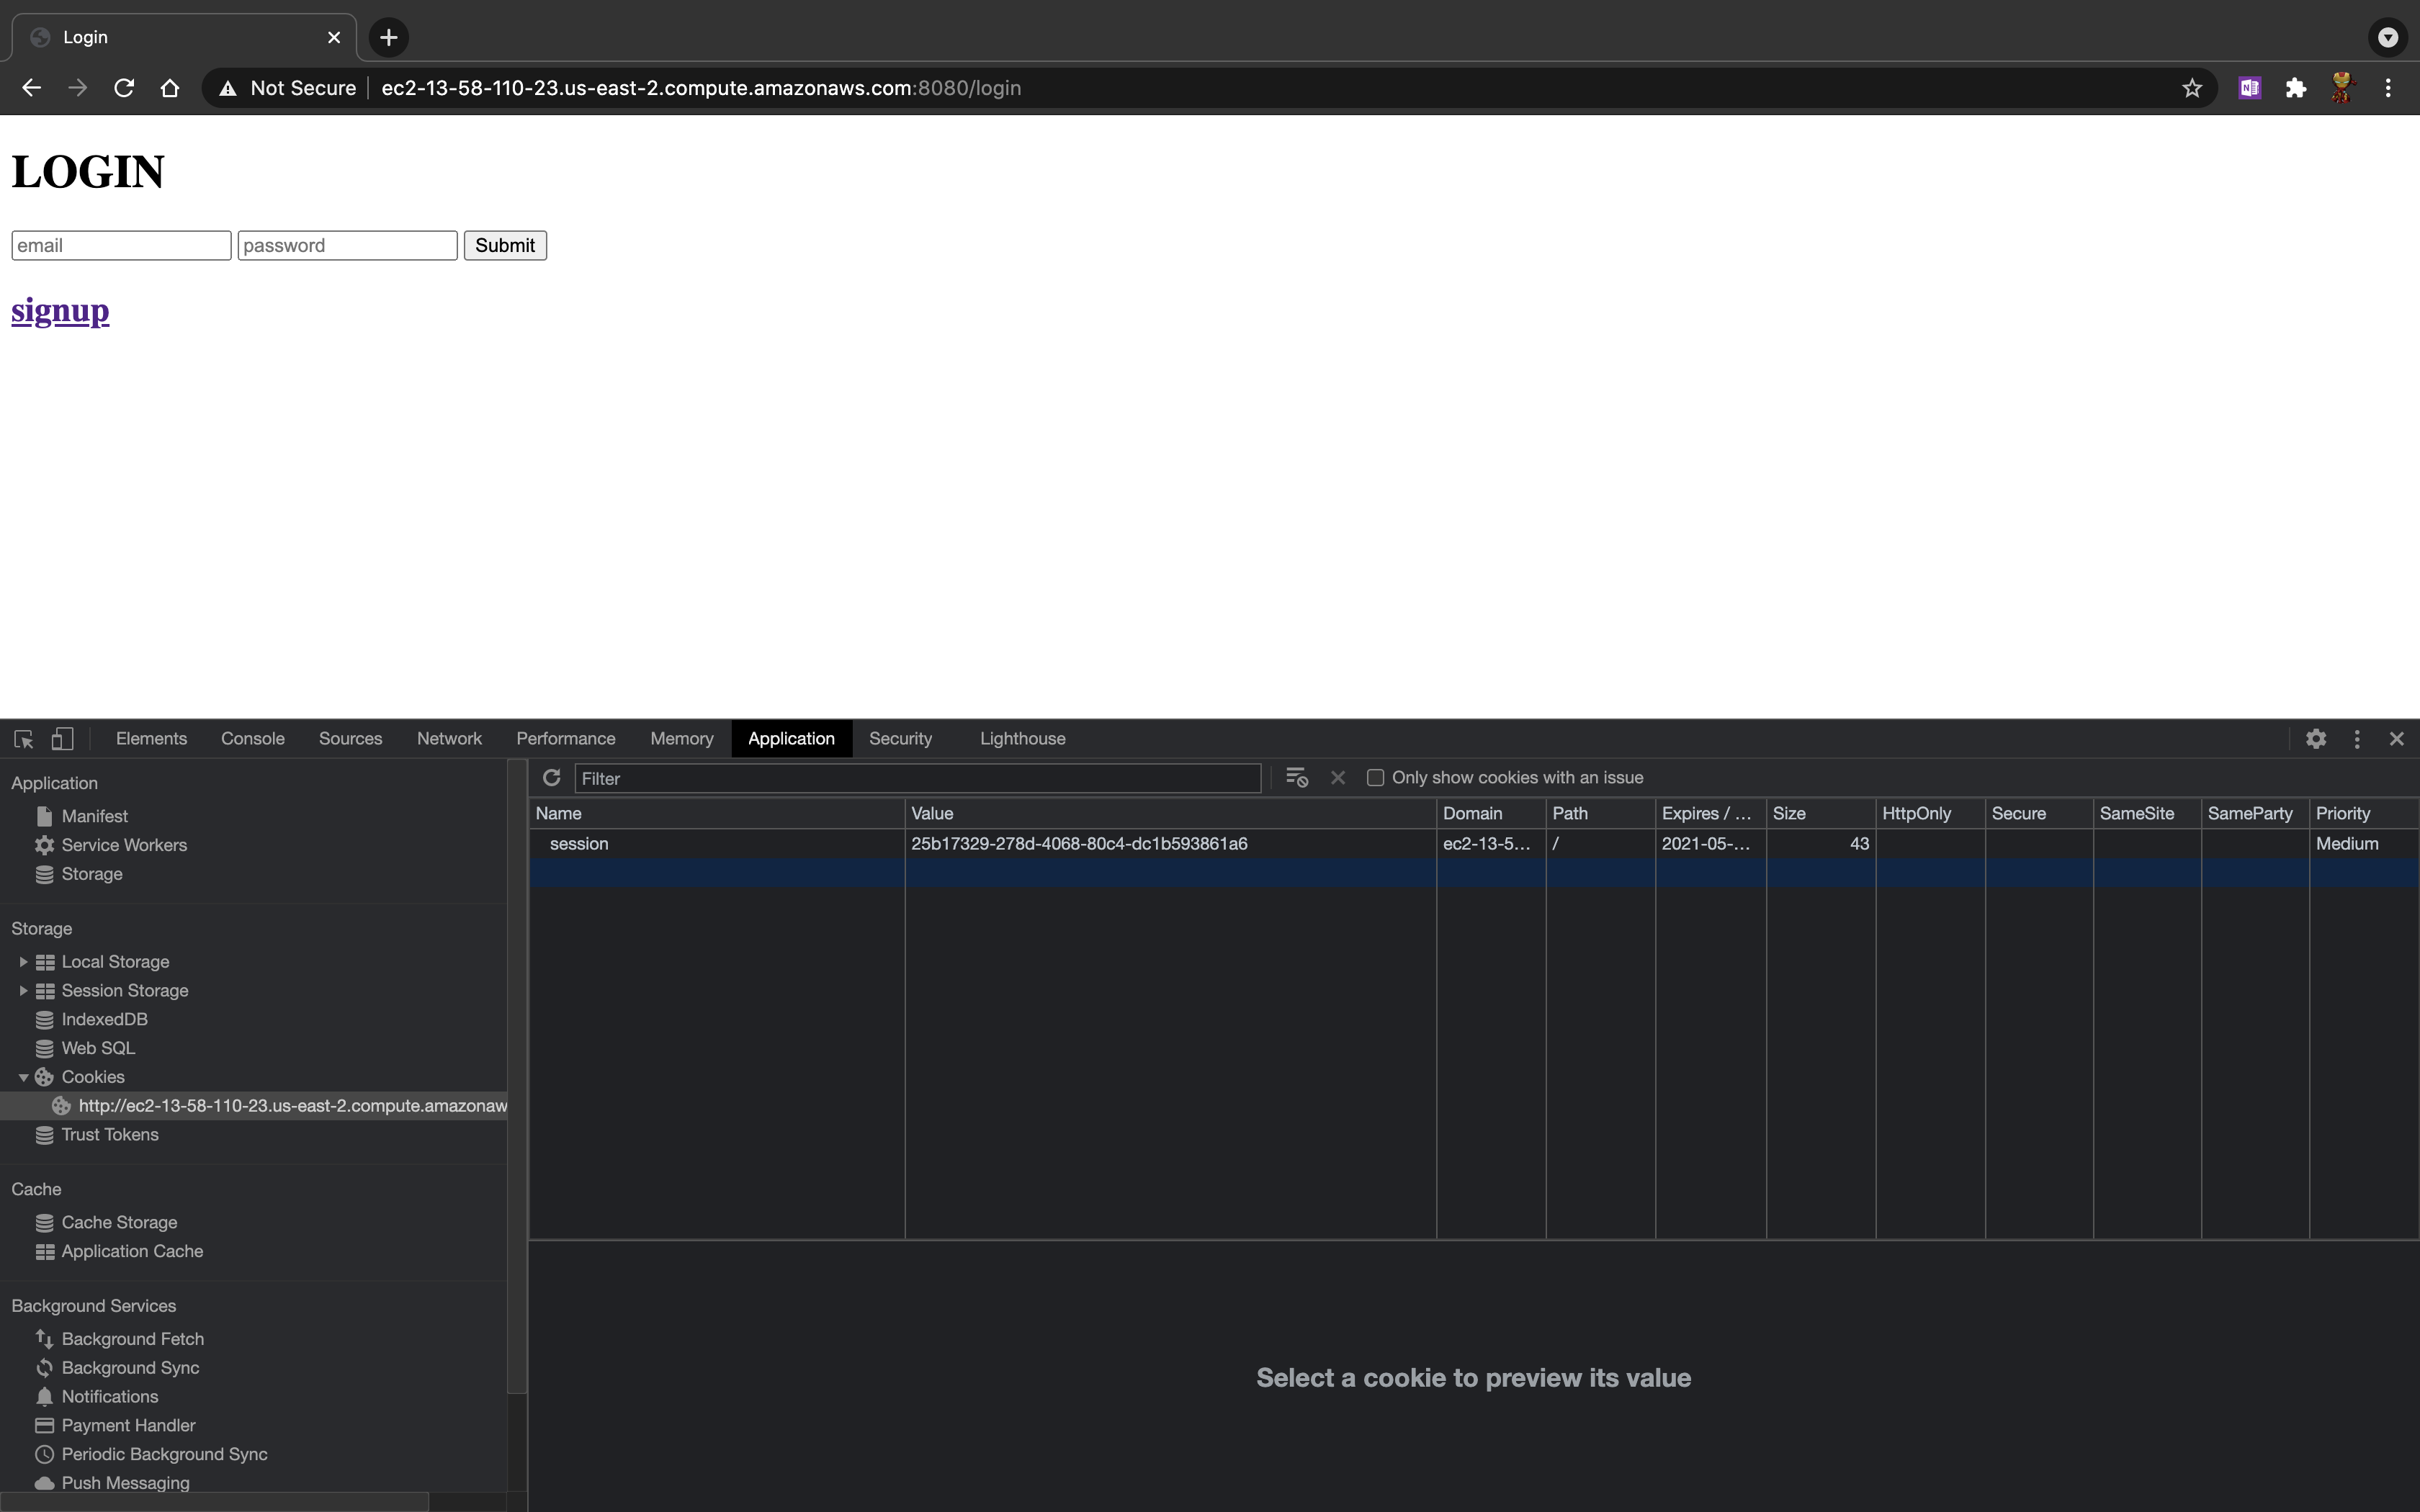 Login
Not Secure ec2-13-58-110-23.us-east-2.compute.amazonaws.com:8080/login
LOGIN
email password Submit
signup
Elements Console Sources Network Performance Memory Application Security Lighthouse
Application
Manifest
Service Workers
Storage
Storage
Local Storage
Session Storage
IndexedDB
Web SQL
Cookies
http://ec2-13-58-110-23.us-east-2.compute.amazonaw
Trust Tokens
Cache
Cache Storage
Application Cache
Background Services
Background Fetch
Background Sync
Notifications
Payment Handler
Periodic Background Sync
Push Messaging
Filter Only show cookies with an issue
Name Value Domain Path Expires / ... Size HttpOnly Secure SameSite SameParty Priority
session 25b17329-278d-4068-80c4-dc1b593861a6 ec2-13-5... / 2021-05-... 43 Medium
Select a cookie to preview its value